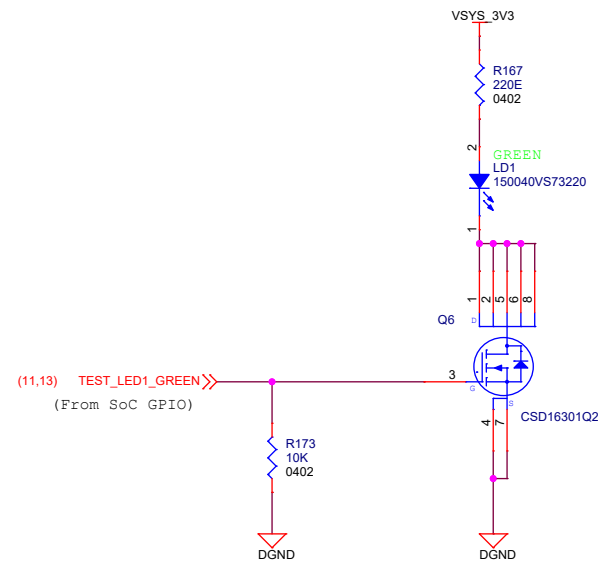 VSYS_3V3
R167
220E
0402
2
GREEN
LD1
150040VS73220
1
1 2 5 6 8
Q6
D
(11,13) TEST_LED1_GREEN
3
G
(From SoC GPIO)
S
CSD16301Q2
4 7
R173
10K
0402
DGND
DGND